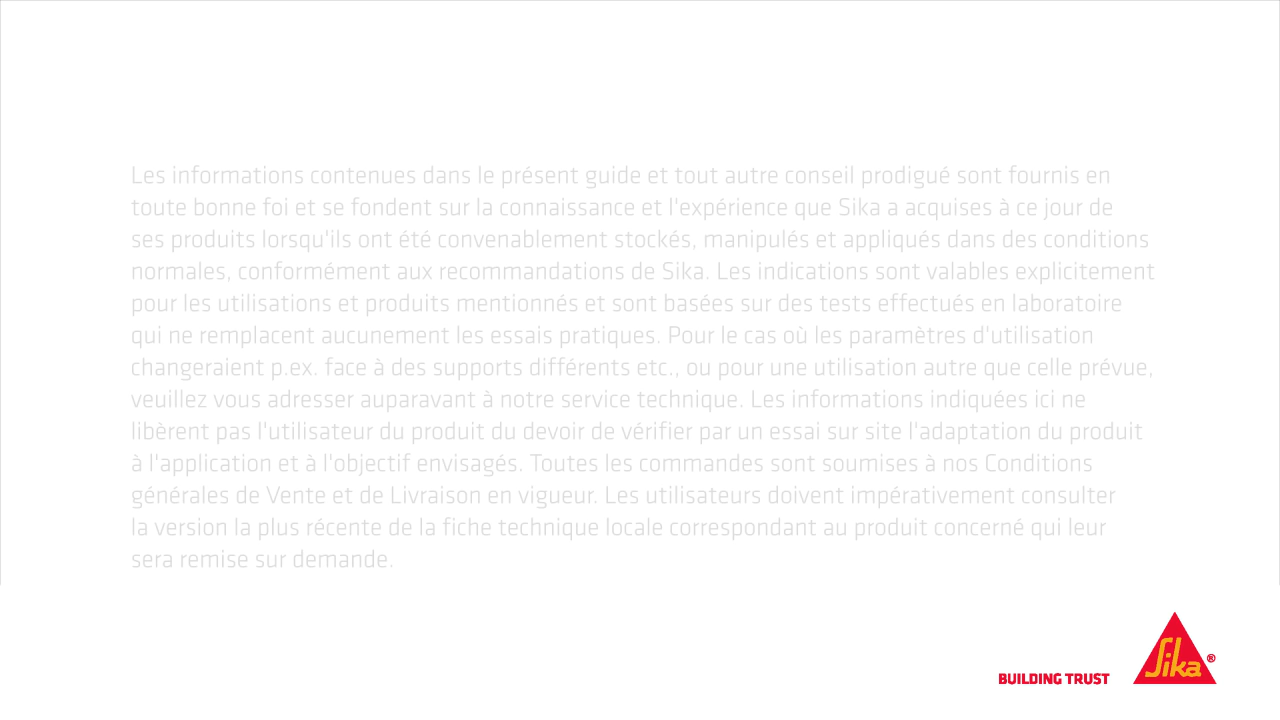 Les informations contenues dans le présent guide et tout autre conseil prodigué sont fournis en
toute bonne foi et se fondent sur la connaissance et l'expérience que Sika a acquises à ce jour de
ses produits lorsqu'ils ont été convenablement stockés, manipulés et appliqués dans des conditions
normales, conformément aux recommandations de Sika. Les indications sont valables explicitement
pour les utilisations et produits mentionnés et sont basées sur des tests effectués en laboratoire
qui ne remplacent aucunement les essais pratiques. Pour le cas où les paramètres d'utilisation
changeraient p.ex. face à des supports différents etc., ou pour une utilisation autre que celle prévue,
veuillez vous adresser auparavant à notre service technique. Les informations indiquées ici ne
libèrent pas l'utilisateur du produit du devoir de vérifier par un essai sur site l'adaptation du produit
à l'application et à l'objectif envisagés. Toutes les commandes sont soumises à nos Conditions
générales de Vente et de Livraison en vigueur. Les utilisateurs doivent impérativement consulter
la version la plus récente de la fiche technique locale correspondant au produit concerné qui leur
sera remise sur demande.
BUILDING TRUST
Sika®